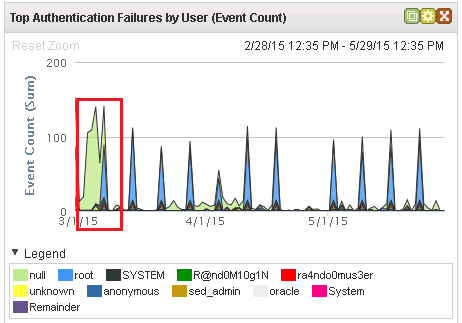 Top Authentication Failures by User (Event Count)
Reset Zoom 2/28/15 12:35 PM - 5/29/15 12:35 PM
Event Count (Sum)
200
100
0
3/1/15 4/1/15 5/1/15
▼ Legend
null root SYSTEM R@nd0M10g1N ra4ndo0mus3er
unknown anonymous sed_admin oracle System
Remainder